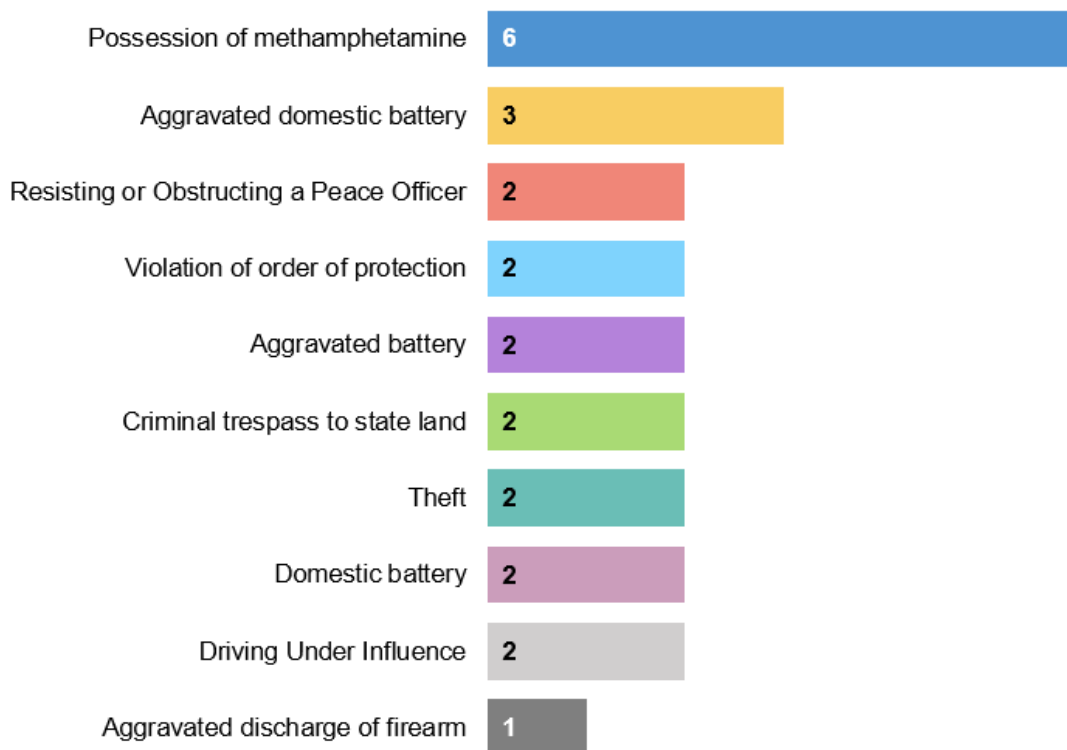 Possession of methamphetamine 6
Aggravated domestic battery 3
Resisting or Obstructing a Peace Officer 2
Violation of order of protection 2
Aggravated battery 2
Criminal trespass to state land 2
Theft 2
Domestic battery 2
Driving Under Influence 2
Aggravated discharge of firearm 1